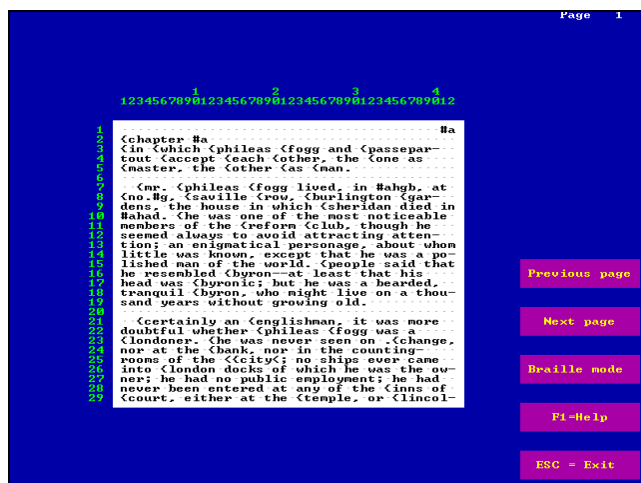 Page 1
1 2 3 4
123456789012345678901234567890123456789012
1 #a
2 {chapter #a
3 {in {which {phileas {fogg and {passepar-
4 tout {accept {each {other, the {one as
5 {master, the {other {as {man.
6
7 {mr. {phileas {fogg lived, in #ahgb, at
8 {no.#g, {saville {row, {burlington {gar-
9 dens, the house in which {sheridan died in
10 #ahad. {he was one of the most noticeable
11 members of the {reform {club, though he
12 seemed always to avoid attracting atten-
13 tion; an enigmatical personage, about whom
14 little was known, except that he was a po-
15 lished man of the world. {people said that
16 he resembled {byron--at least that his
17 head was {byronic; but he was a bearded,
18 tranquil {byron, who might live on a thou-
19 sand years without growing old.
20
21 {certainly an {englishman, it was more
22 doubtful whether {phileas {fogg was a
23 {londoner. {he was never seen on .{change,
24 nor at the {bank, nor in the counting-
25 rooms of the {{city{; no ships ever came
26 into {london docks of which he was the ow-
27 ner; he had no public employment; he had
28 never been entered at any of the {inns of
29 {court, either at the {temple, or {lincol-
Previous page
Next page
Braille mode
F1=Help
ESC = Exit